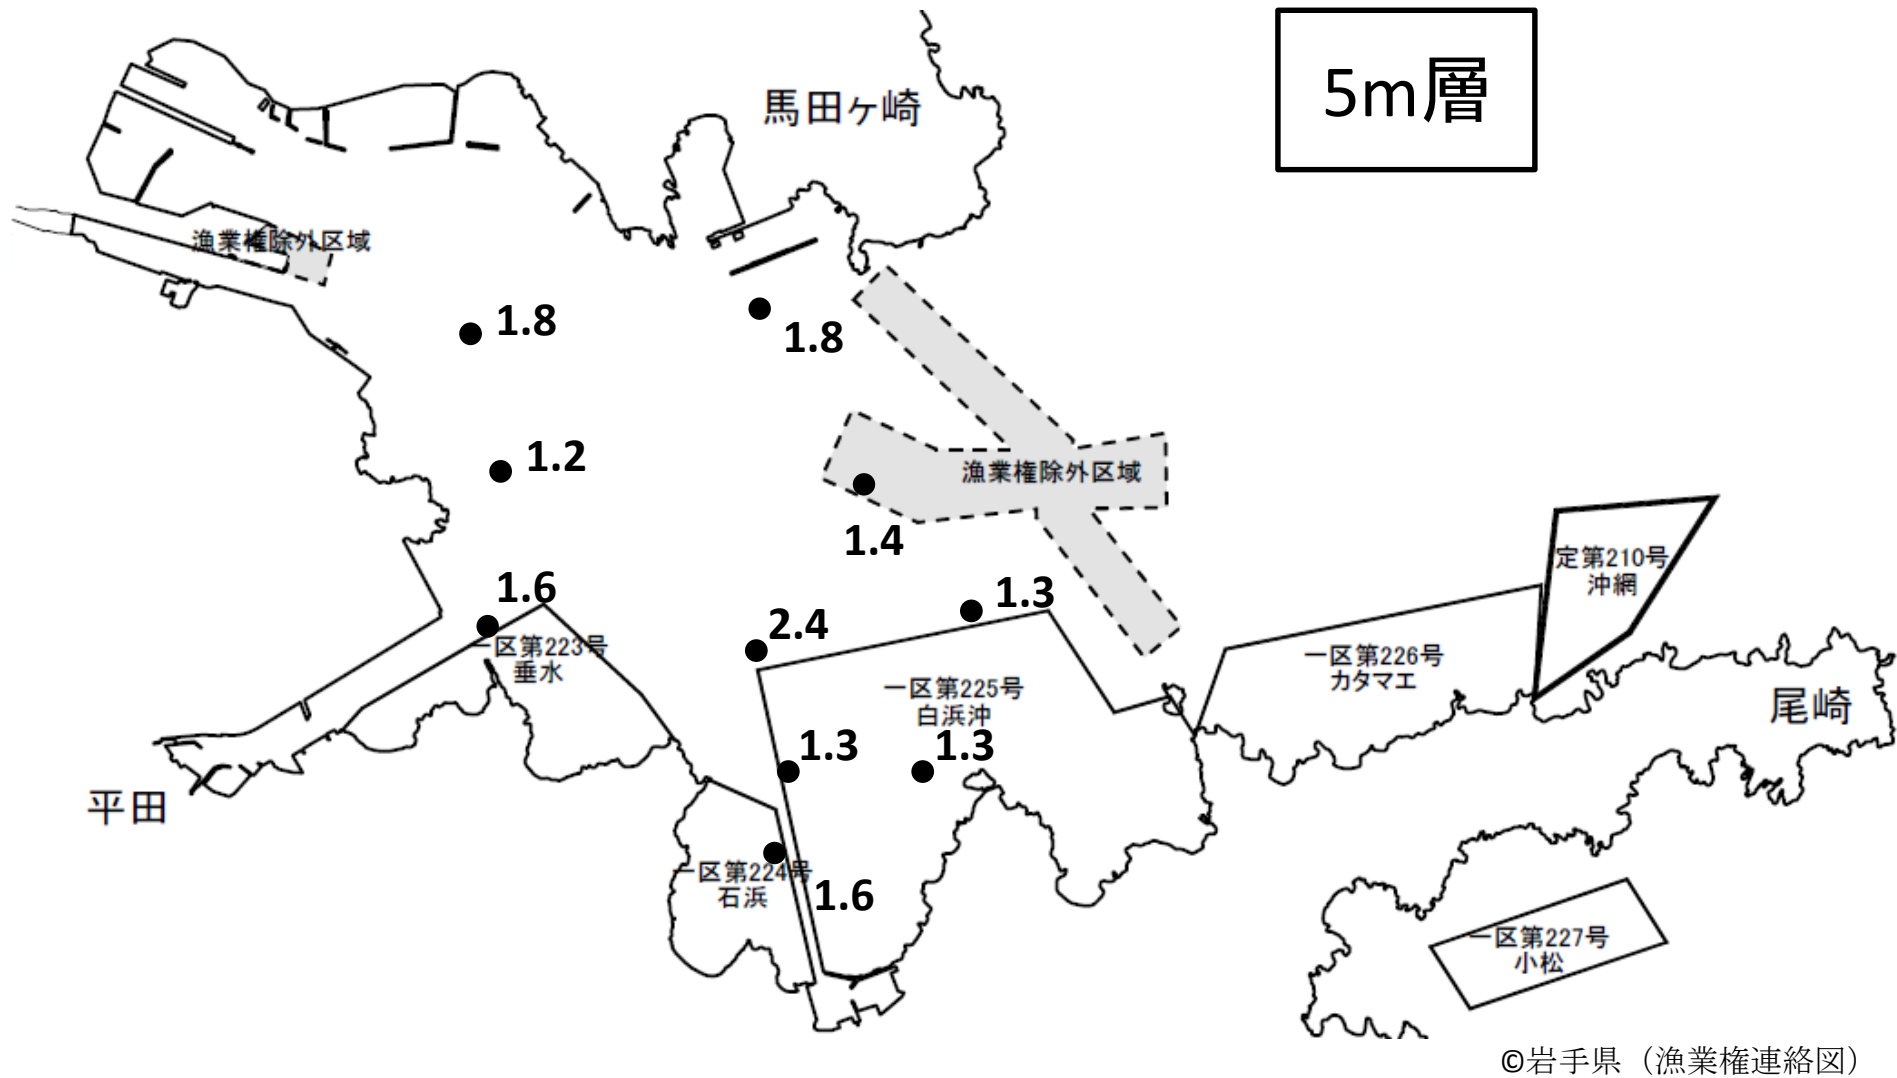 5m層
馬田ヶ崎
漁業権除外区域
1.8
1.8
1.2
漁業権除外区域
1.4
定第210号
沖網
1.6
1.3
2.4
一区第223号
垂水
一区第226号
カタマエ
一区第225号
白浜沖
尾崎
1.3
1.3
平田
一区第224号
石浜
1.6
一区第227号
小松
©岩手県（漁業権連絡図）